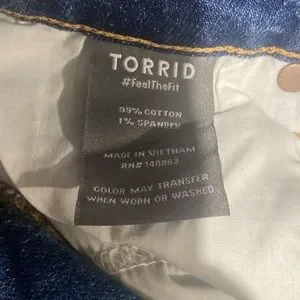 TORRID
#FeelTheFit
99% COTTON
1% SPANDEX
MADE IN VIETNAM
RN# 148862
COLOR MAY TRANSFER
WHEN WORN OR WASHED